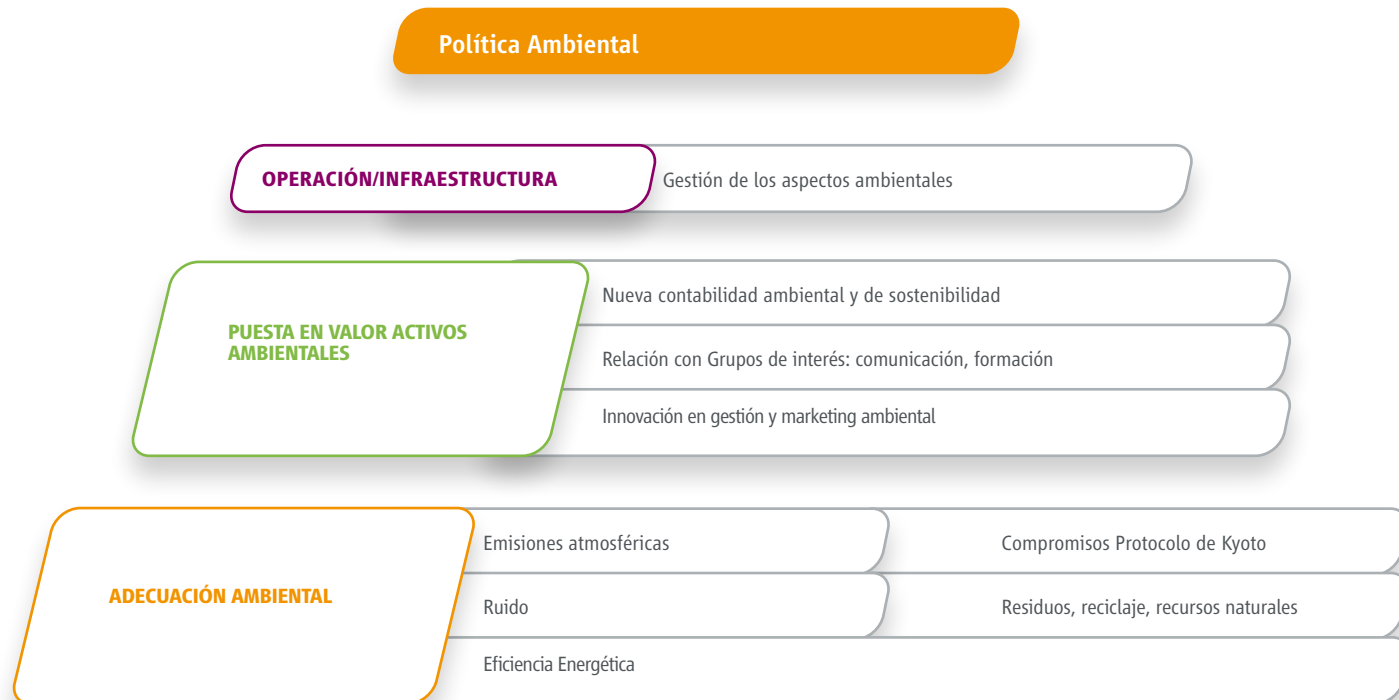 Política Ambiental
OPERACIÓN/INFRAESTRUCTURA
Gestión de los aspectos ambientales
PUESTA EN VALOR ACTIVOS
AMBIENTALES
Nueva contabilidad ambiental y de sostenibilidad
Relación con Grupos de interés: comunicación, formación
Innovación en gestión y marketing ambiental
ADECUACIÓN AMBIENTAL
Emisiones atmosféricas
Compromisos Protocolo de Kyoto
Ruido
Residuos, reciclaje, recursos naturales
Eficiencia Energética